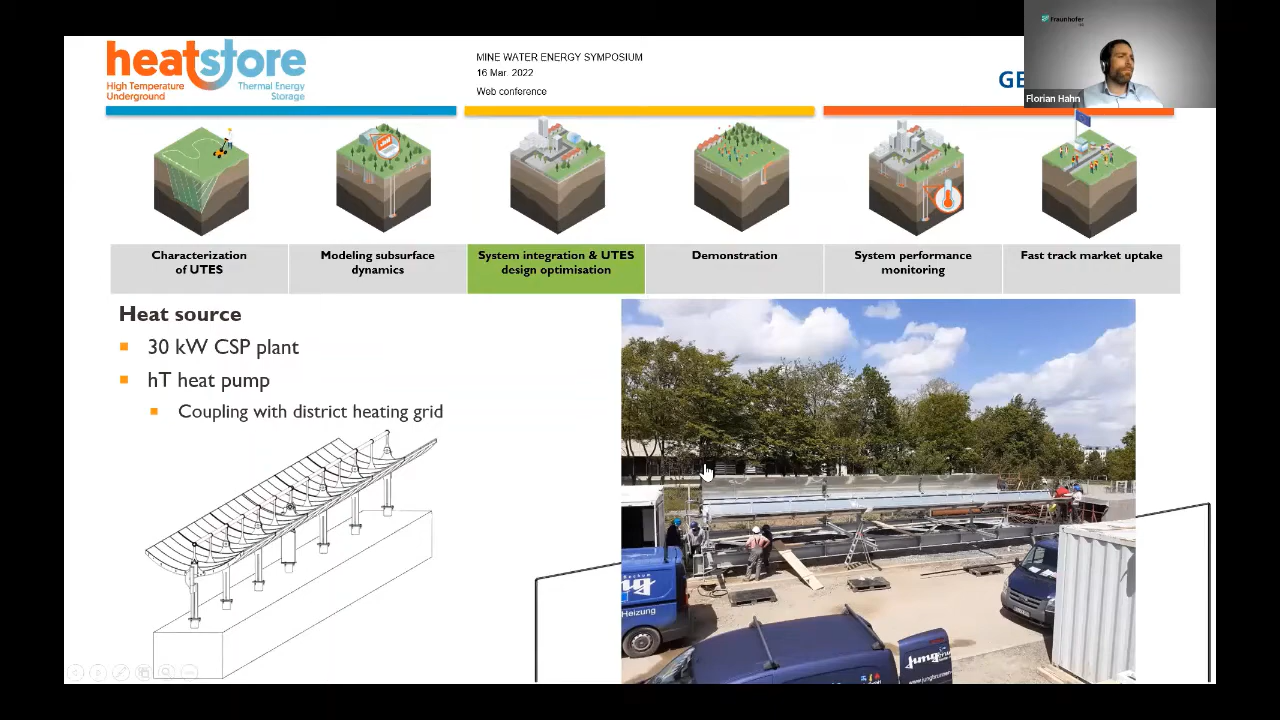 heatstore
High Temperature
Underground
Thermal Energy
Storage
MINE WATER ENERGY SYMPOSIUM
16 Mar. 2022
Web conference
GE
Fraunhofer
Florian Hahn
Characterization
of UTES
Modeling subsurface
dynamics
System integration & UTES
design optimisation
Demonstration
System performance
monitoring
Fast track market uptake
Heat source
30 kW CSP plant
hT heat pump
Coupling with district heating grid
Heizung